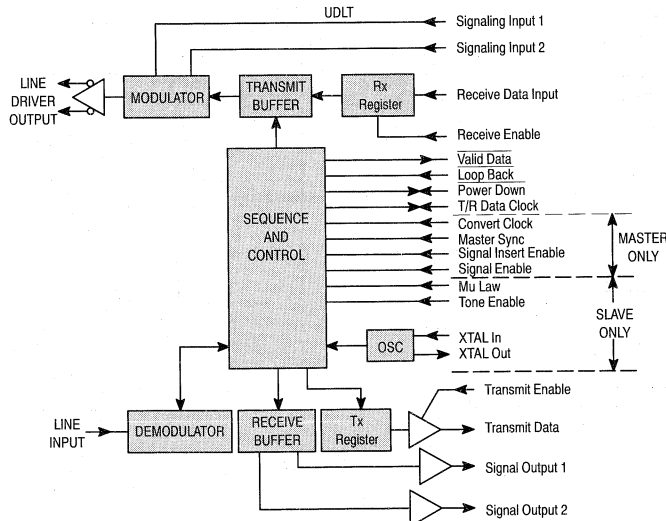 UDLT
Signaling Input 1
Signaling Input 2
LINE
DRIVER
OUTPUT
MODULATOR
TRANSMIT
BUFFER
Rx
Register
Receive Data Input
Receive Enable
SEQUENCE
AND
CONTROL
Valid Data
Loop Back
Power Down
T/R Data Clock
Convert Clock
Master Sync
Signal Insert Enable
Signal Enable
MASTER
ONLY
Mu Law
Tone Enable
SLAVE
ONLY
OSC
XTAL In
XTAL Out
LINE
INPUT
DEMODULATOR
RECEIVE
BUFFER
Tx
Register
Transmit Enable
Transmit Data
Signal Output 1
Signal Output 2